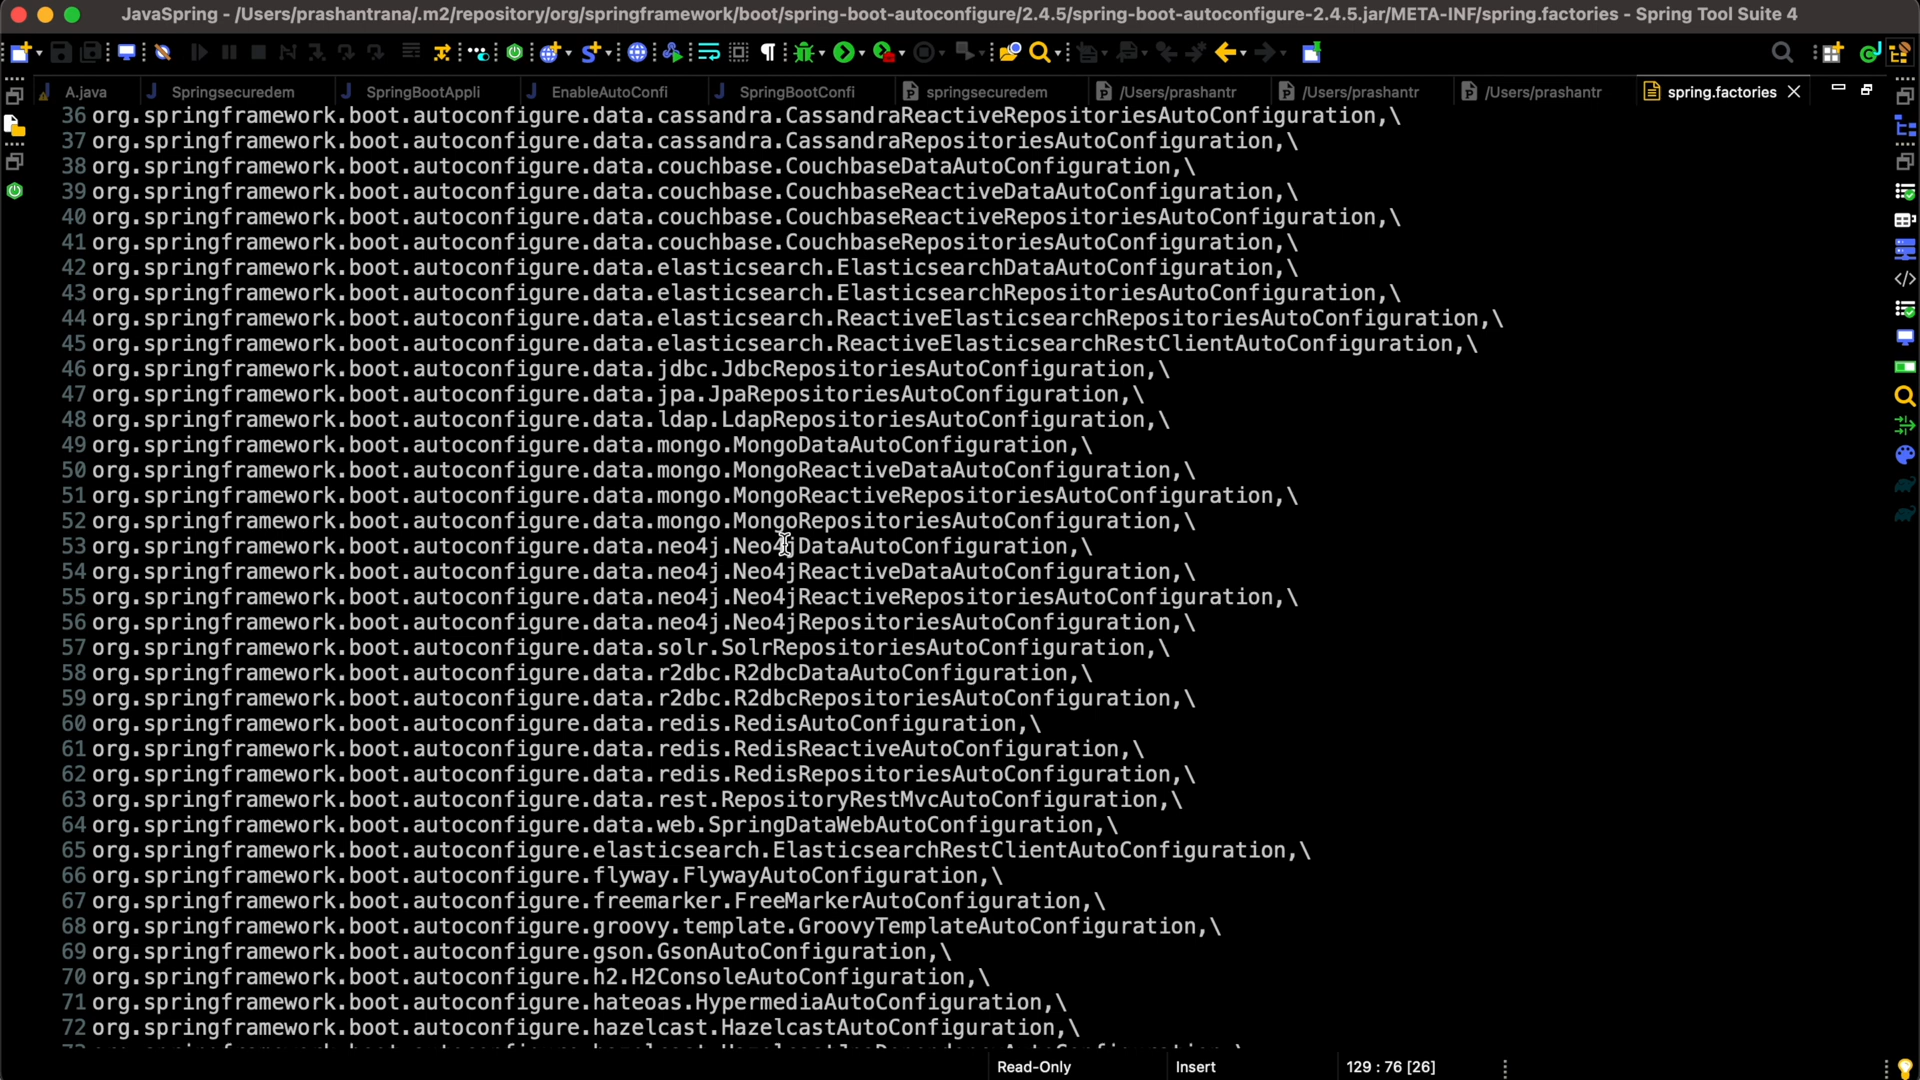 JavaSpring - /Users/prashantrana/.m2/repository/org/springframework/boot/spring-boot-autoconfigure/2.4.5/spring-boot-autoconfigure-2.4.5.jar/META-INF/spring.factories - Spring Tool Suite 4
A.java Springsecuredem SpringBootAppli EnableAutoConfi SpringBootConfi springsecuredem /Users/prashantr /Users/prashantr /Users/prashantr spring.factories
36 org.springframework.boot.autoconfigure.data.cassandra.CassandraReactiveRepositoriesAutoConfiguration,\
37 org.springframework.boot.autoconfigure.data.cassandra.CassandraRepositoriesAutoConfiguration,\
38 org.springframework.boot.autoconfigure.data.couchbase.CouchbaseDataAutoConfiguration,\
39 org.springframework.boot.autoconfigure.data.couchbase.CouchbaseReactiveDataAutoConfiguration,\
40 org.springframework.boot.autoconfigure.data.couchbase.CouchbaseReactiveRepositoriesAutoConfiguration,\
41 org.springframework.boot.autoconfigure.data.couchbase.CouchbaseRepositoriesAutoConfiguration,\
42 org.springframework.boot.autoconfigure.data.elasticsearch.ElasticsearchDataAutoConfiguration,\
43 org.springframework.boot.autoconfigure.data.elasticsearch.ElasticsearchRepositoriesAutoConfiguration,\
44 org.springframework.boot.autoconfigure.data.elasticsearch.ReactiveElasticsearchRepositoriesAutoConfiguration,\
45 org.springframework.boot.autoconfigure.data.elasticsearch.ReactiveElasticsearchRestClientAutoConfiguration,\
46 org.springframework.boot.autoconfigure.data.jdbc.JdbcRepositoriesAutoConfiguration,\
47 org.springframework.boot.autoconfigure.data.jpa.JpaRepositoriesAutoConfiguration,\
48 org.springframework.boot.autoconfigure.data.ldap.LdapRepositoriesAutoConfiguration,\
49 org.springframework.boot.autoconfigure.data.mongo.MongoDataAutoConfiguration,\
50 org.springframework.boot.autoconfigure.data.mongo.MongoReactiveDataAutoConfiguration,\
51 org.springframework.boot.autoconfigure.data.mongo.MongoReactiveRepositoriesAutoConfiguration,\
52 org.springframework.boot.autoconfigure.data.mongo.MongoRepositoriesAutoConfiguration,\
53 org.springframework.boot.autoconfigure.data.neo4j.Neo4jDataAutoConfiguration,\
54 org.springframework.boot.autoconfigure.data.neo4j.Neo4jReactiveDataAutoConfiguration,\
55 org.springframework.boot.autoconfigure.data.neo4j.Neo4jReactiveRepositoriesAutoConfiguration,\
56 org.springframework.boot.autoconfigure.data.neo4j.Neo4jRepositoriesAutoConfiguration,\
57 org.springframework.boot.autoconfigure.data.solr.SolrRepositoriesAutoConfiguration,\
58 org.springframework.boot.autoconfigure.data.r2dbc.R2dbcDataAutoConfiguration,\
59 org.springframework.boot.autoconfigure.data.r2dbc.R2dbcRepositoriesAutoConfiguration,\
60 org.springframework.boot.autoconfigure.data.redis.RedisAutoConfiguration,\
61 org.springframework.boot.autoconfigure.data.redis.RedisReactiveAutoConfiguration,\
62 org.springframework.boot.autoconfigure.data.redis.RedisRepositoriesAutoConfiguration,\
63 org.springframework.boot.autoconfigure.data.rest.RepositoryRestMvcAutoConfiguration,\
64 org.springframework.boot.autoconfigure.data.web.SpringDataWebAutoConfiguration,\
65 org.springframework.boot.autoconfigure.elasticsearch.ElasticsearchRestClientAutoConfiguration,\
66 org.springframework.boot.autoconfigure.flyway.FlywayAutoConfiguration,\
67 org.springframework.boot.autoconfigure.freemarker.FreeMarkerAutoConfiguration,\
68 org.springframework.boot.autoconfigure.groovy.template.GroovyTemplateAutoConfiguration,\
69 org.springframework.boot.autoconfigure.gson.GsonAutoConfiguration,\
70 org.springframework.boot.autoconfigure.h2.H2ConsoleAutoConfiguration,\
71 org.springframework.boot.autoconfigure.hateoas.HypermediaAutoConfiguration,\
72 org.springframework.boot.autoconfigure.hazelcast.HazelcastAutoConfiguration,\
Read-Only Insert 129 : 76 [26]